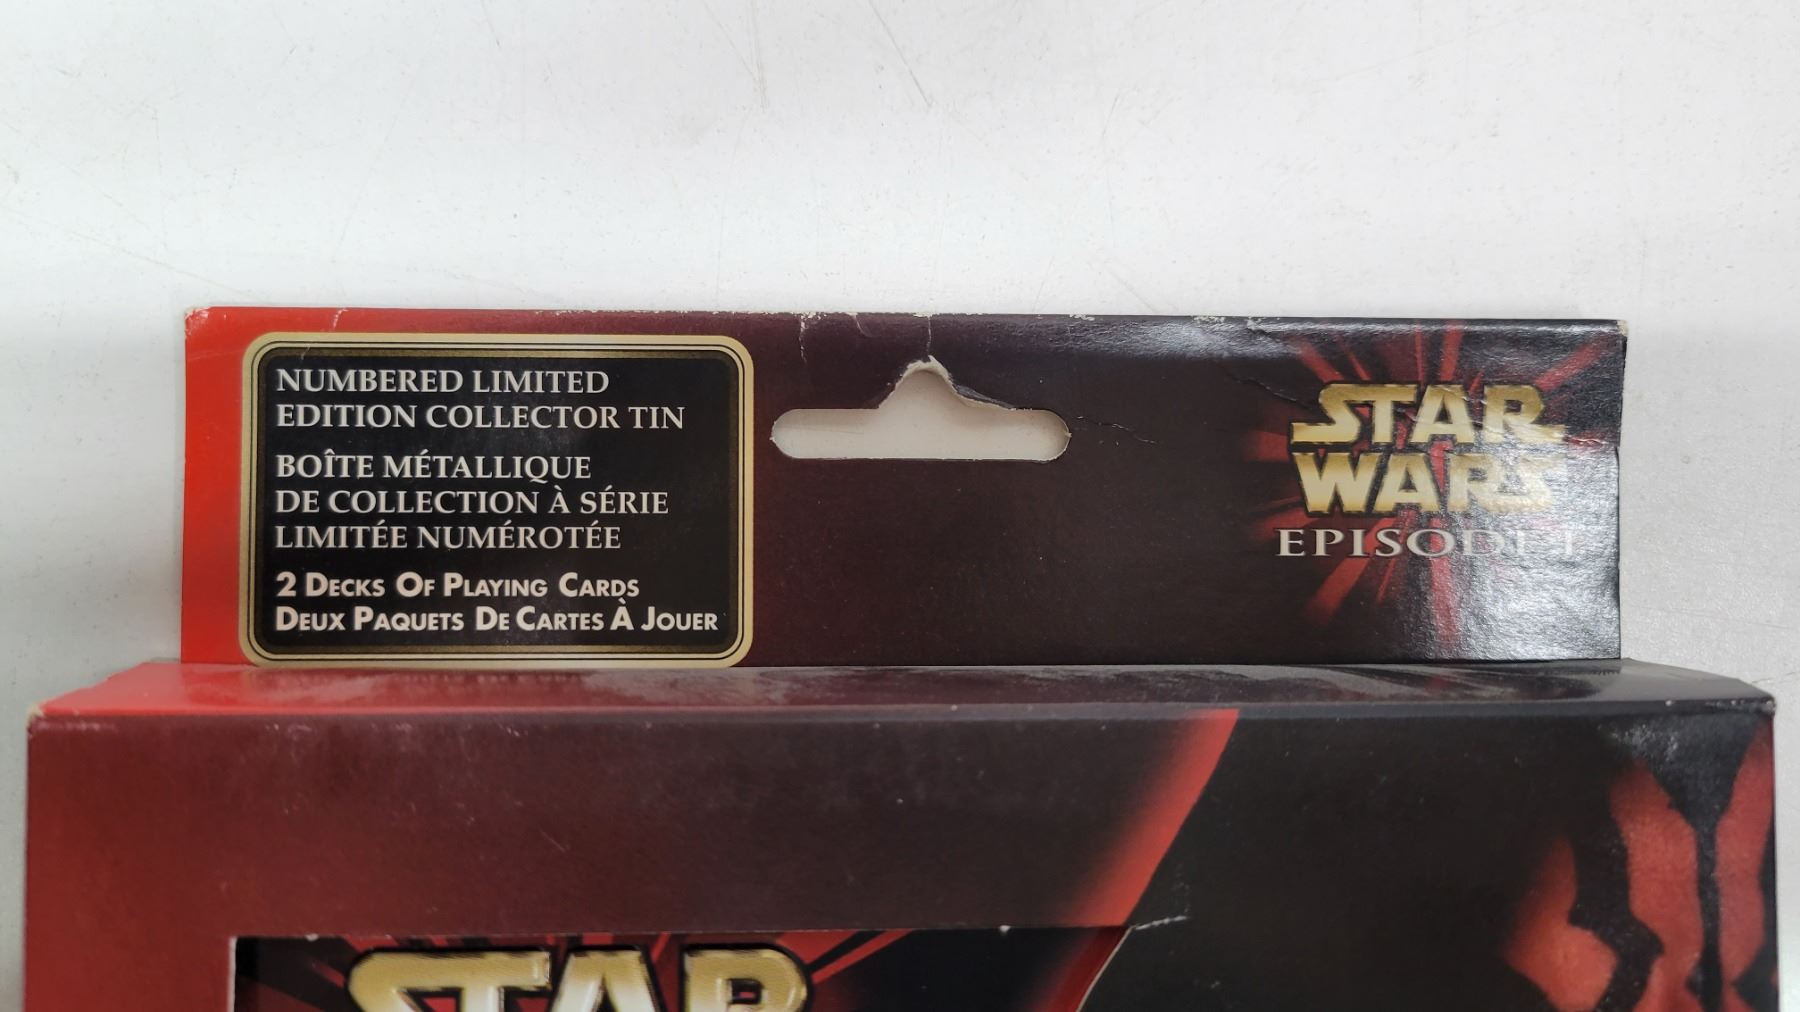 NUMBERED LIMITED
EDITION COLLECTOR TIN
BOÎTE MÉTALLIQUE
DE COLLECTION À SÉRIE
LIMITÉE NUMÉROTÉE
2 DECKS OF PLAYING CARDS
DEUX PAQUETS DE CARTES À JOUER
STAR
WARS
EPISODE I
STAR